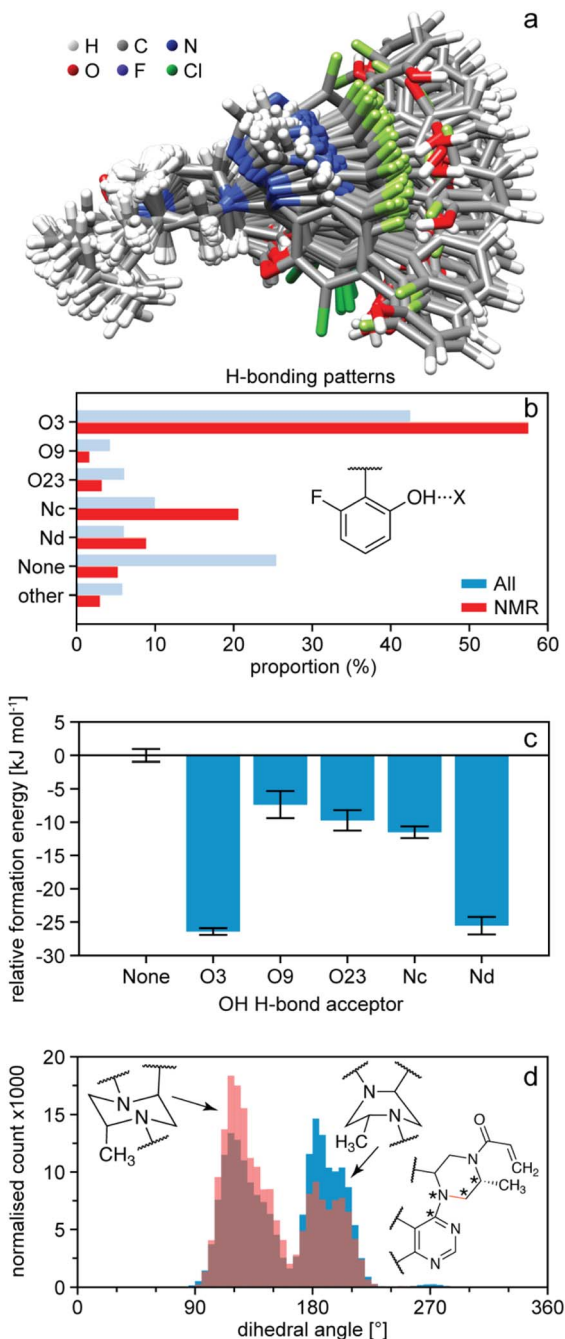 a
H C N
O F Cl
H-bonding patterns
b
O3
O9
O23
Nc
Nd
None
other
F OH···X
All
NMR
0 10 20 30 40 50 60
proportion (%)
c
relative formation energy [kJ mol-1]
5
0
-5
-10
-15
-20
-25
-30
None O3 O9 O23 Nc Nd
OH H-bond acceptor
d
normalised count x1000
20
15
10
5
0
N
N
CH3
N
N
H3C
O
N
CH2
CH3
*
*
N
*
*
N
N
0 90 180 270 360
dihedral angle [°]